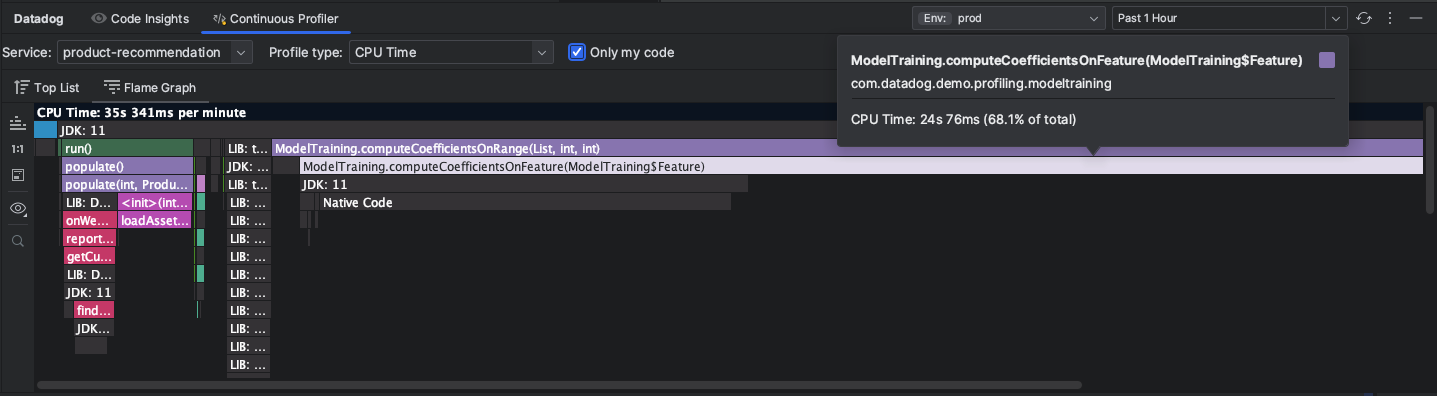 Datadog Code Insights Continuous Profiler Env: prod Past 1 Hour
Service: product-recommendation Profile type: CPU Time Only my code
ModelTraining.computeCoefficientsOnFeature(ModelTraining$Feature)
com.datadog.demo.profiling.modeltraining
CPU Time: 24s 76ms (68.1% of total)
Top List Flame Graph
CPU Time: 35s 341ms per minute
JDK: 11
1:1 run() LIB: t... ModelTraining.computeCoefficientsOnRange(List, int, int)
populate() JDK: ... ModelTraining.computeCoefficientsOnFeature(ModelTraining$Feature)
populate(int, Produ... LIB: t... JDK: 11
LIB: D... <init>(int... LIB: ... Native Code
onWe... loadAsset... LIB: ...
report... LIB: ...
getCu... LIB: ...
LIB: D... LIB: ...
JDK: 11 LIB: ...
find... LIB: ...
JDK... LIB: ...
LIB: ...
LIB: ...